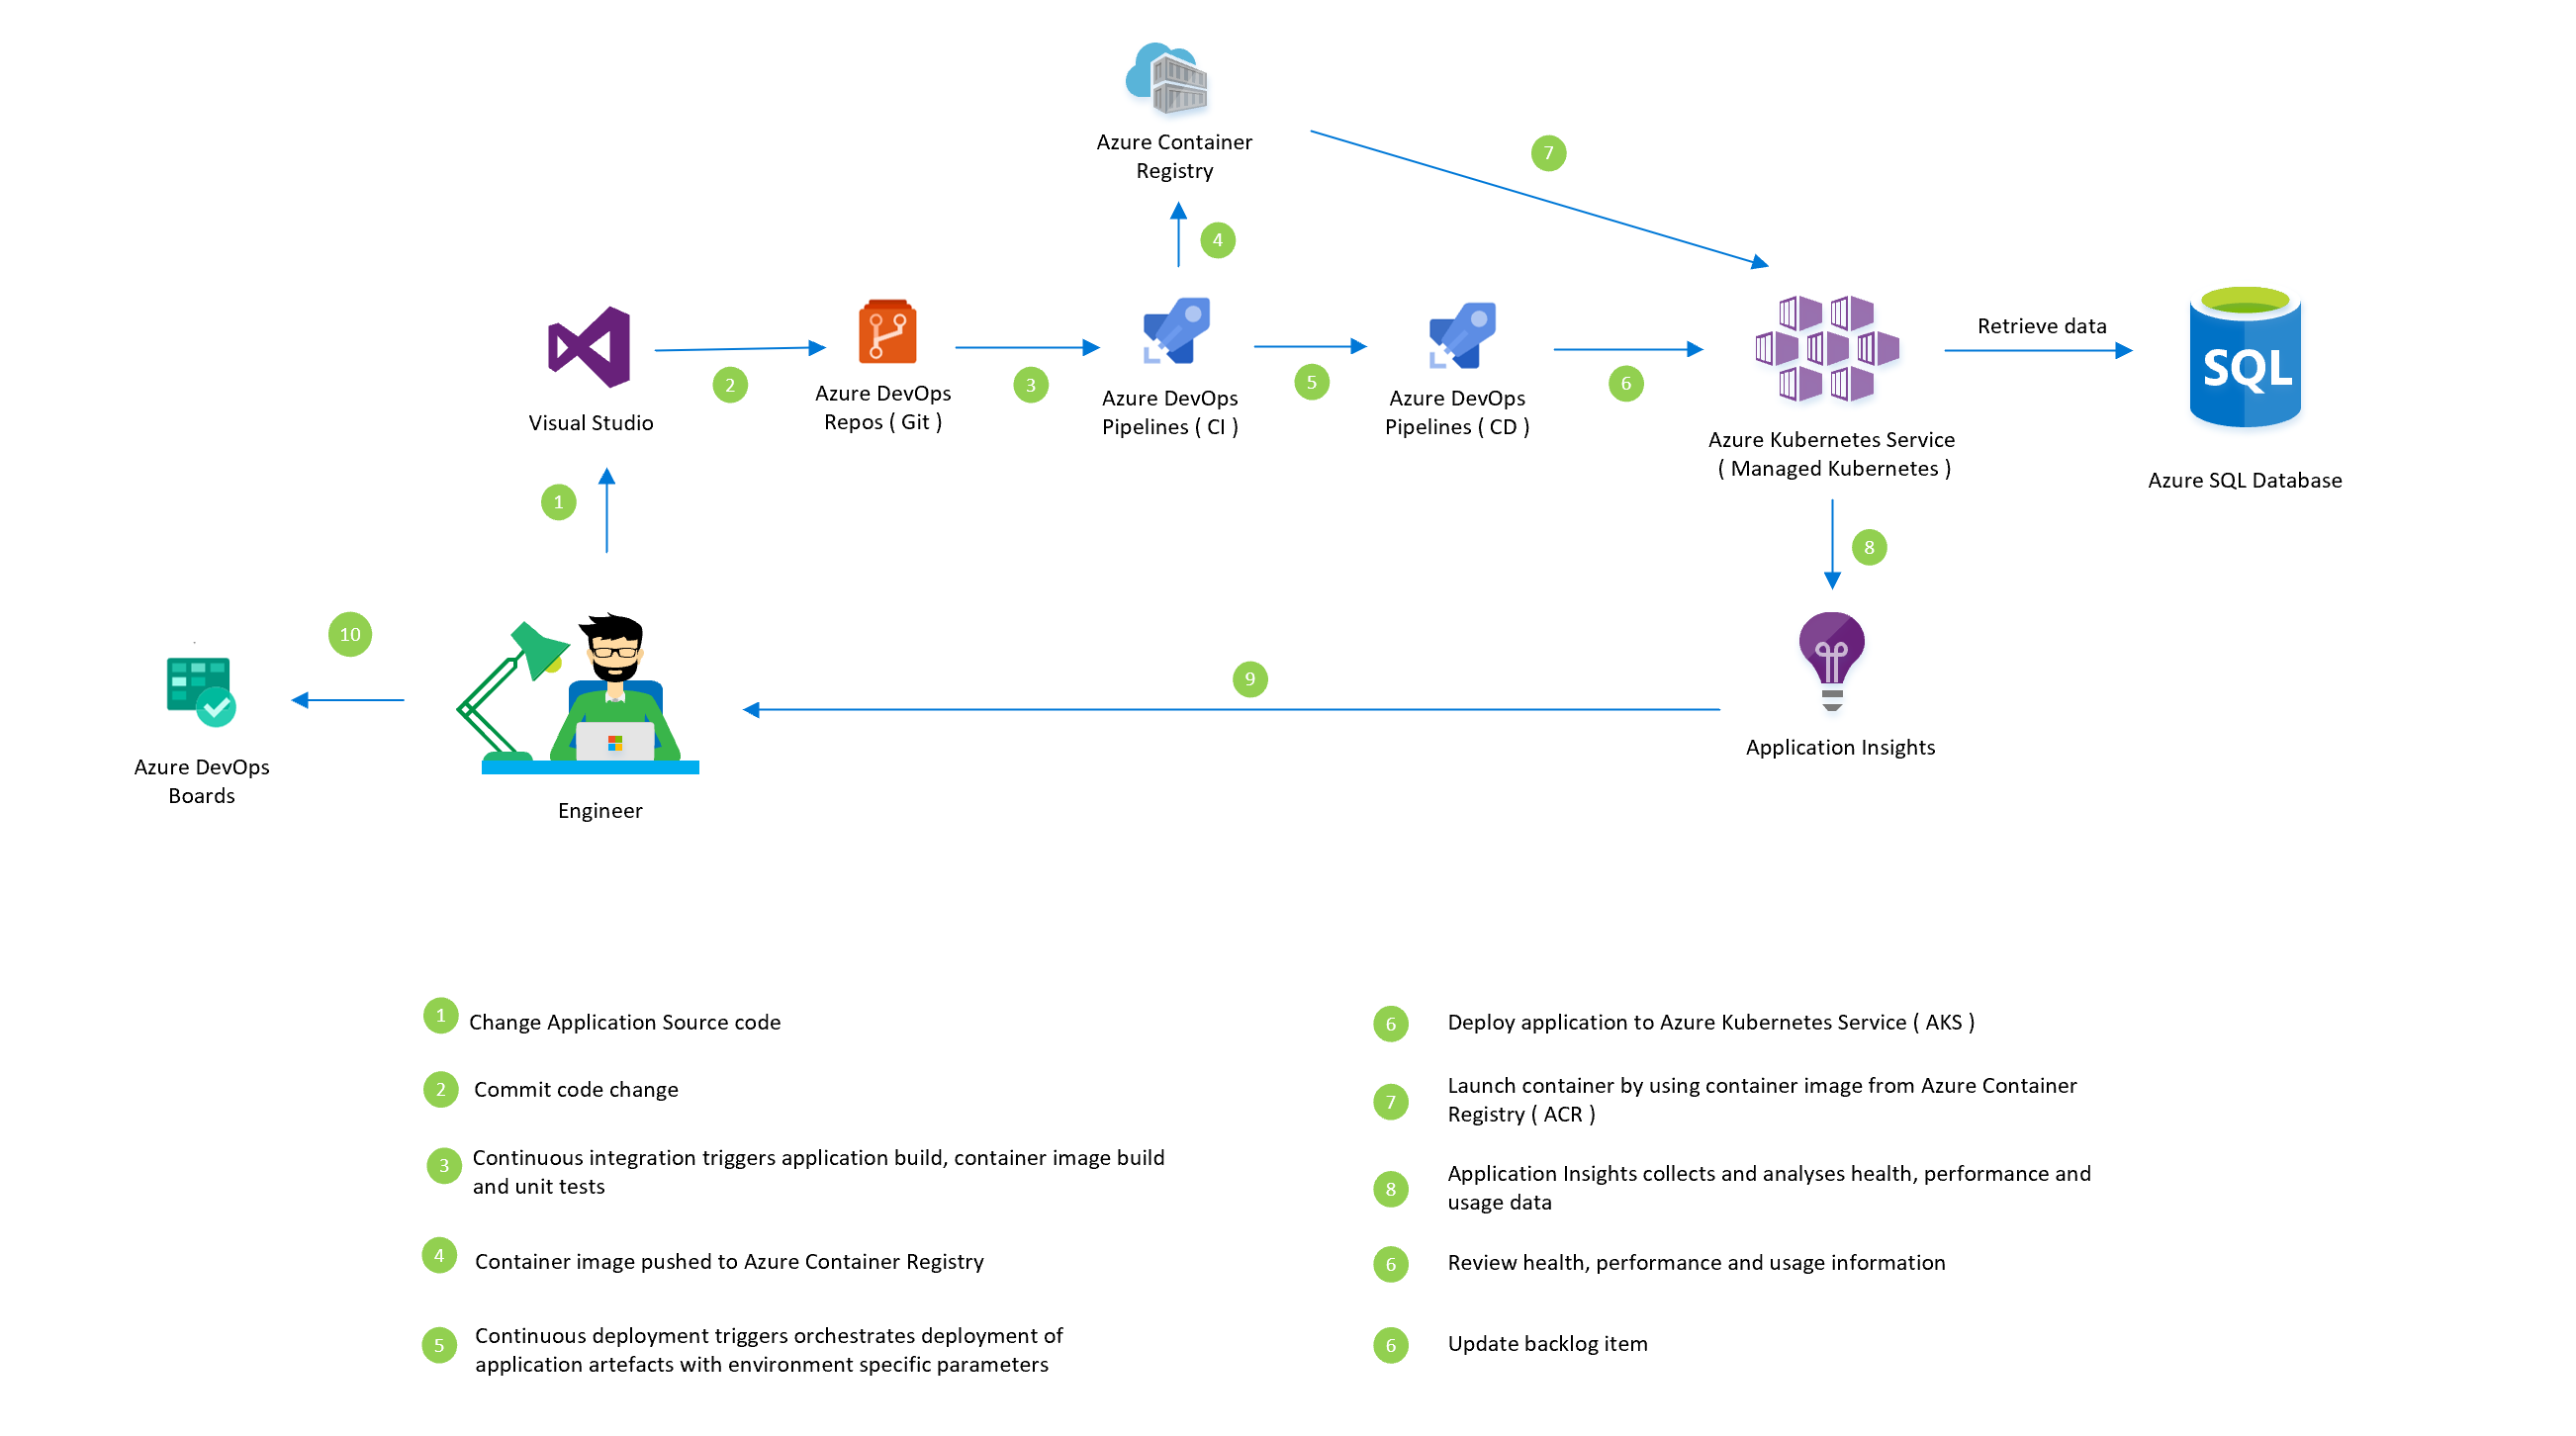 Azure Container
Registry
7
4
Retrieve data
SQL
2
3
5
6
Visual Studio
Azure DevOps
Repos ( Git )
Azure DevOps
Pipelines ( CI )
Azure DevOps
Pipelines ( CD )
Azure Kubernetes Service
( Managed Kubernetes )
Azure SQL Database
1
8
10
9
Azure DevOps
Boards
Engineer
Application Insights
1 Change Application Source code
2 Commit code change
3 Continuous integration triggers application build, container image build
and unit tests
4 Container image pushed to Azure Container Registry
5 Continuous deployment triggers orchestrates deployment of
application artefacts with environment specific parameters
6 Deploy application to Azure Kubernetes Service ( AKS )
7 Launch container by using container image from Azure Container
Registry ( ACR )
8 Application Insights collects and analyses health, performance and
usage data
6 Review health, performance and usage information
6 Update backlog item